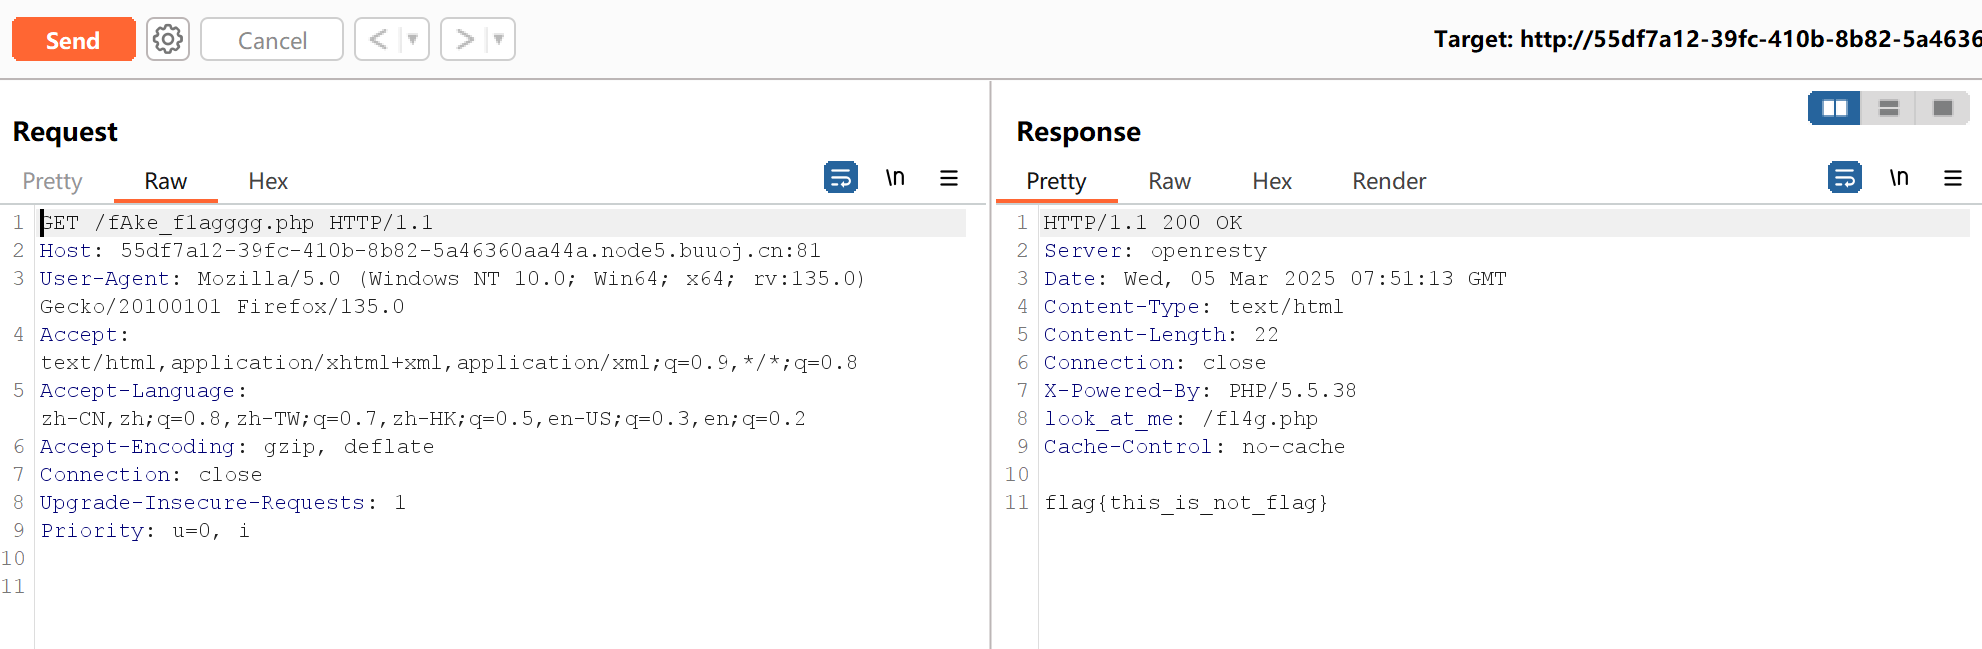 Send
Cancel
Target: http://55df7a12-39fc-410b-8b82-5a4636
Request
Pretty Raw Hex \n
1 GET /fAke_f1agggg.php HTTP/1.1
2 Host: 55df7a12-39fc-410b-8b82-5a46360aa44a.node5.buuoj.cn:81
3 User-Agent: Mozilla/5.0 (Windows NT 10.0; Win64; x64; rv:135.0)
Gecko/20100101 Firefox/135.0
4 Accept:
text/html,application/xhtml+xml,application/xml;q=0.9,*/*;q=0.8
5 Accept-Language:
zh-CN,zh;q=0.8,zh-TW;q=0.7,zh-HK;q=0.5,en-US;q=0.3,en;q=0.2
6 Accept-Encoding: gzip, deflate
7 Connection: close
8 Upgrade-Insecure-Requests: 1
9 Priority: u=0, i
10
11
Response
Pretty Raw Hex Render \n
1 HTTP/1.1 200 OK
2 Server: openresty
3 Date: Wed, 05 Mar 2025 07:51:13 GMT
4 Content-Type: text/html
5 Content-Length: 22
6 Connection: close
7 X-Powered-By: PHP/5.5.38
8 look_at_me: /fl4g.php
9 Cache-Control: no-cache
10
11 flag{this_is_not_flag}